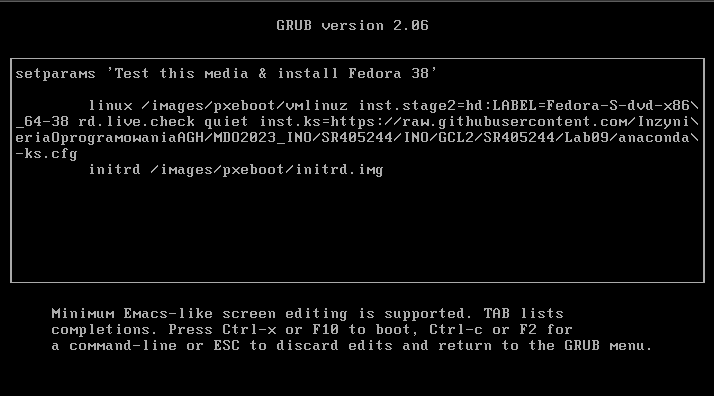 GRUB version 2.06
setparams 'Test this media & install Fedora 38'
linux /images/pxeboot/vmlinuz inst.stage2=hd:LABEL=Fedora-S-dvd-x86\
_64-38 rd.live.check quiet inst.ks=https://raw.githubusercontent.com/Inzyni\
eriaOprogramowaniaAGH/MDO2023_INO/SR405244/INO/GCL2/SR405244/Lab09/anaconda\
-ks.cfg
initrd /images/pxeboot/initrd.img
Minimum Emacs-like screen editing is supported. TAB lists
completions. Press Ctrl-x or F10 to boot, Ctrl-c or F2 for
a command-line or ESC to discard edits and return to the GRUB menu.